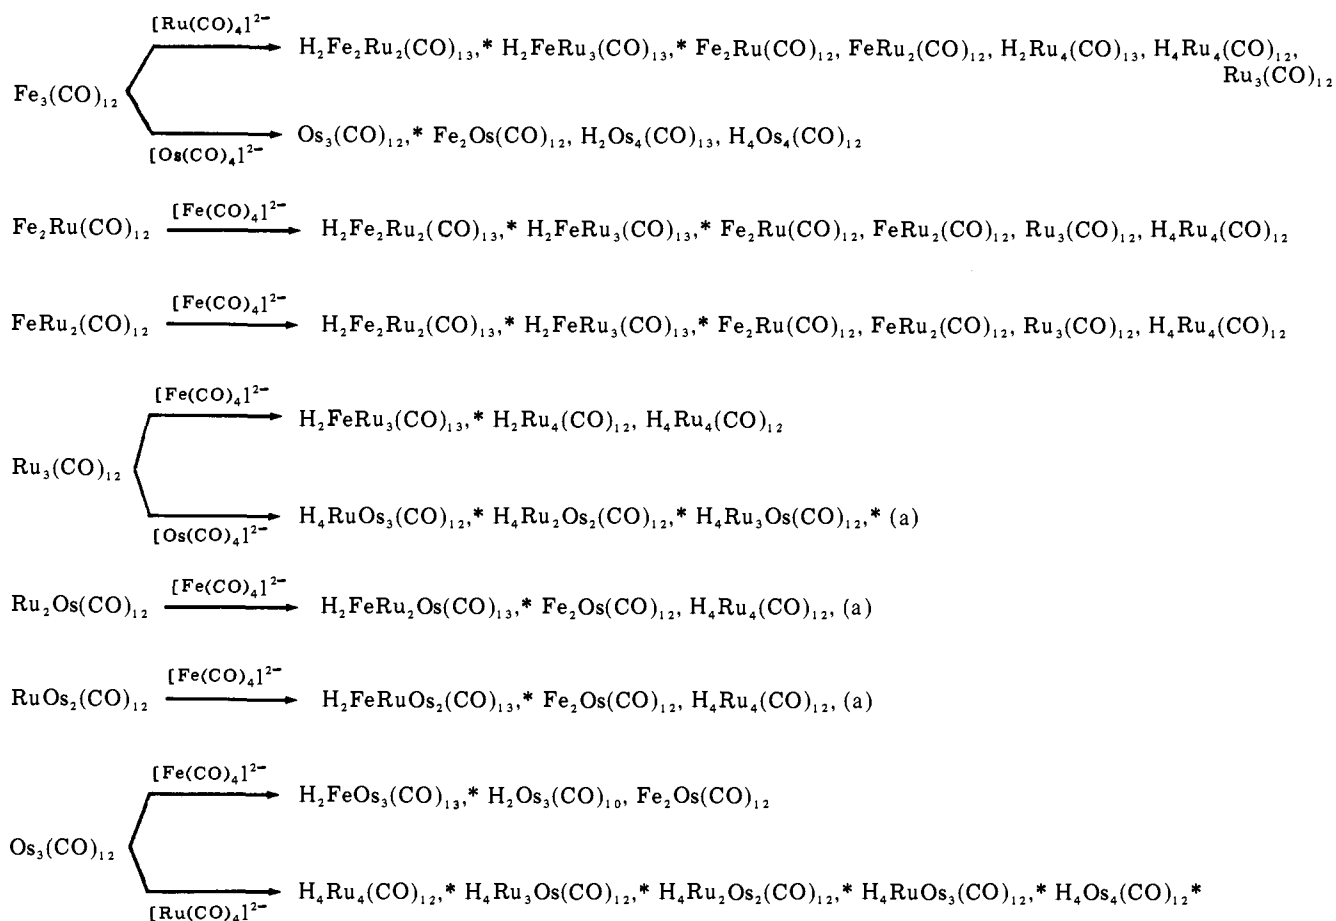 [Ru(CO)₄]²⁻
H₂Fe₂Ru₂(CO)₁₃,* H₂FeRu₃(CO)₁₃,* Fe₂Ru(CO)₁₂, FeRu₂(CO)₁₂, H₂Ru₄(CO)₁₃, H₄Ru₄(CO)₁₂,
Ru₃(CO)₁₂
Fe₃(CO)₁₂
Os₃(CO)₁₂,* Fe₂Os(CO)₁₂, H₂Os₄(CO)₁₃, H₄Os₄(CO)₁₂
[Os(CO)₄]²⁻
[Fe(CO)₄]²⁻
Fe₂Ru(CO)₁₂ → H₂Fe₂Ru₂(CO)₁₃,* H₂FeRu₃(CO)₁₃,* Fe₂Ru(CO)₁₂, FeRu₂(CO)₁₂, Ru₃(CO)₁₂, H₄Ru₄(CO)₁₂
[Fe(CO)₄]²⁻
FeRu₂(CO)₁₂ → H₂Fe₂Ru₂(CO)₁₃,* H₂FeRu₃(CO)₁₃,* Fe₂Ru(CO)₁₂, FeRu₂(CO)₁₂, Ru₃(CO)₁₂, H₄Ru₄(CO)₁₂
[Fe(CO)₄]²⁻
H₂FeRu₃(CO)₁₃,* H₂Ru₄(CO)₁₂, H₄Ru₄(CO)₁₂
Ru₃(CO)₁₂
H₄RuOs₃(CO)₁₂,* H₄Ru₂Os₂(CO)₁₂,* H₄Ru₃Os(CO)₁₂,* (a)
[Os(CO)₄]²⁻
[Fe(CO)₄]²⁻
Ru₂Os(CO)₁₂ → H₂FeRu₂Os(CO)₁₃,* Fe₂Os(CO)₁₂, H₄Ru₄(CO)₁₂, (a)
[Fe(CO)₄]²⁻
RuOs₂(CO)₁₂ → H₂FeRuOs₂(CO)₁₃,* Fe₂Os(CO)₁₂, H₄Ru₄(CO)₁₂, (a)
[Fe(CO)₄]²⁻
H₂FeOs₃(CO)₁₃,* H₂Os₃(CO)₁₀, Fe₂Os(CO)₁₂
Os₃(CO)₁₂
H₄Ru₄(CO)₁₂,* H₄Ru₃Os(CO)₁₂,* H₄Ru₂Os₂(CO)₁₂,* H₄RuOs₃(CO)₁₂,* H₄Os₄(CO)₁₂*
[Ru(CO)₄]²⁻